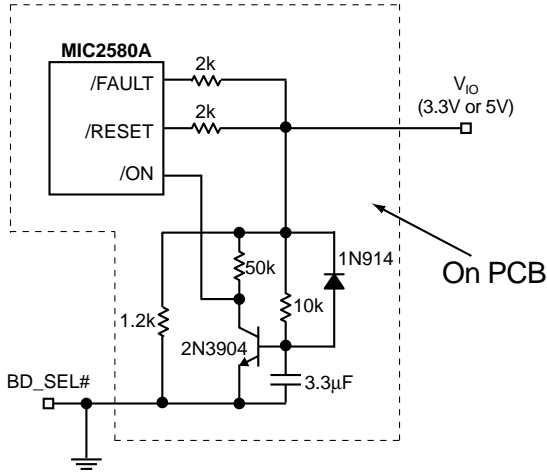 MIC2580A
2k
/FAULT
V_IO
(3.3V or 5V)
2k
/RESET
/ON
1N914
50k
On PCB
10k
1.2k
2N3904
3.3µF
BD_SEL#